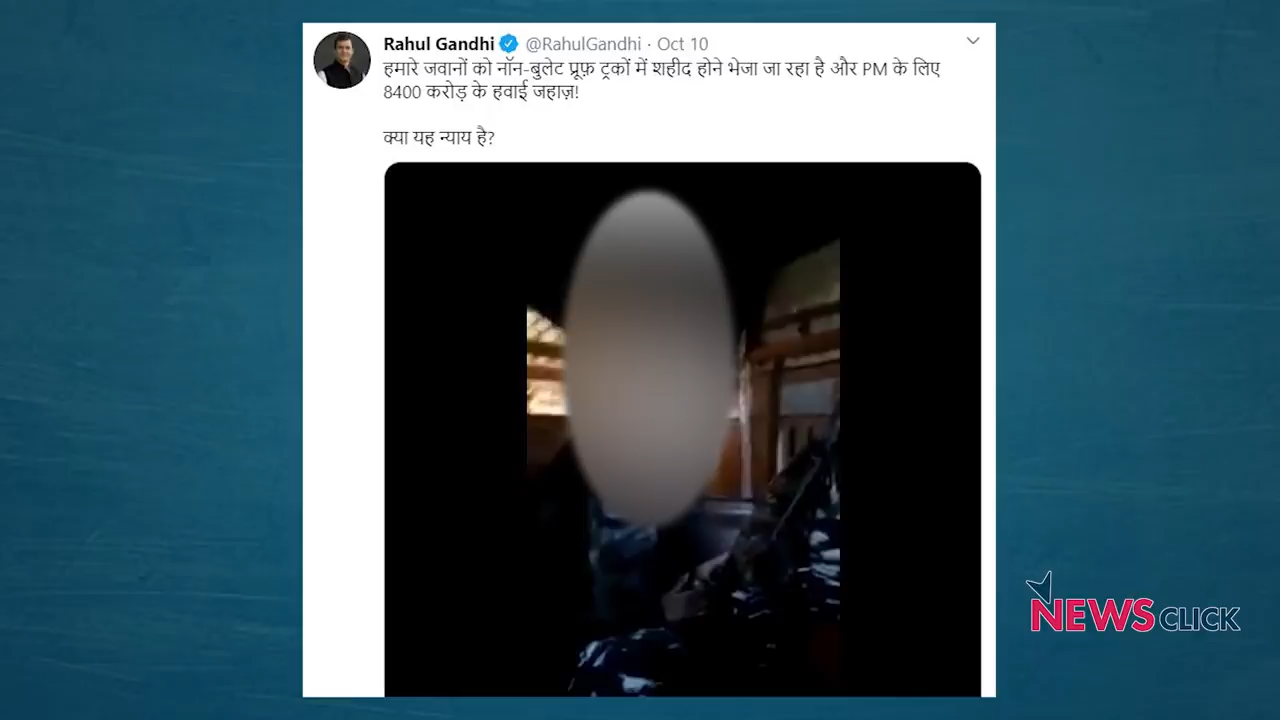 Rahul Gandhi @RahulGandhi · Oct 10
हमारे जवानों को नॉन-बुलेट प्रूफ़ ट्रकों में शहीद होने भेजा जा रहा है और PM के लिए
8400 करोड़ के हवाई जहाज़!
क्या यह न्याय है?
NEWSCLICK